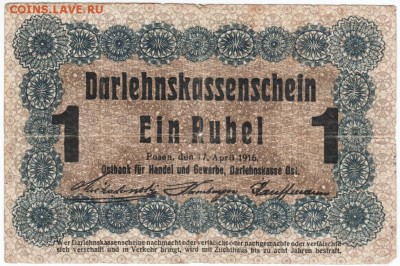 COINS.LAVE.RU
Darlehnskassenschein
1 Ein Rubel 1
Posen, den 17. April 1916.
Ostbank für Handel und Gewerbe, Darlehnskasse Ost.
Wer Darlehnskassenscheine nachmacht oder verfälscht oder nachgemachte oder verfälschte
sich verschafft und in Verkehr bringt, wird mit Zuchthaus bis zu acht Jahren bestraft.